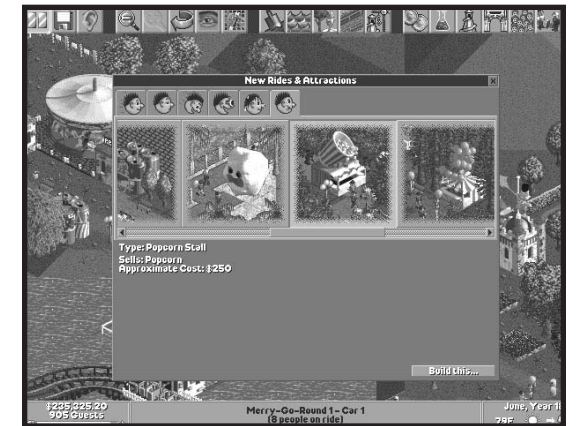 New Rides & Attractions
Type: Popcorn Stall
Sells: Popcorn
Approximate Cost: $250
Build this...
$235,325.20
905 Guests
Merry-Go-Round 1 - Car 1
(8 people on ride)
June, Year 1
79F